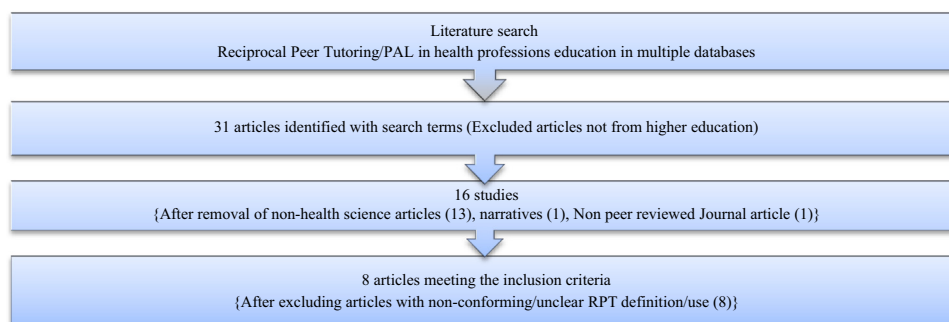 Literature search
Reciprocal Peer Tutoring/PAL in health professions education in multiple databases
31 articles identified with search terms (Excluded articles not from higher education)
16 studies
{After removal of non-health science articles (13), narratives (1), Non peer reviewed Journal article (1)}
8 articles meeting the inclusion criteria
{After excluding articles with non-conforming/unclear RPT definition/use (8)}